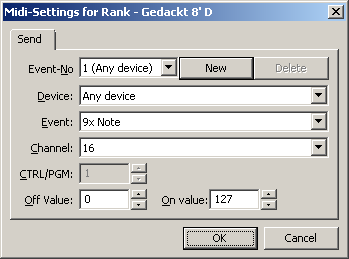 Midi-Settings for Rank - Gedackt 8' D
Send
Event-No 1 (Any device) New Delete
Device: Any device
Event: 9x Note
Channel: 16
CTRL/PGM: 1
Off Value: 0 On value: 127
OK Cancel